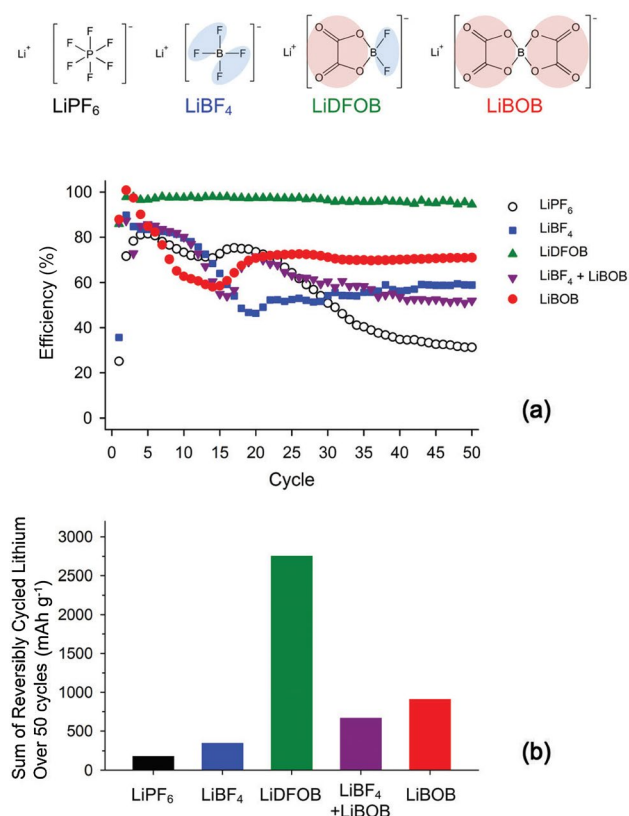 Li⁺ [ F F F P F F F ]⁻ Li⁺ [ F F B F F ]⁻ Li⁺ [ O O O O B F F ]⁻ Li⁺ [ O O O O B O O O O ]⁻
LiPF₆ LiBF₄ LiDFOB LiBOB
100
80
60
40
20
0
Efficiency (%)
0 5 10 15 20 25 30 35 40 45 50
Cycle
LiPF₆
LiBF₄
LiDFOB
LiBF₄ + LiBOB
LiBOB
(a)
Sum of Reversibly Cycled Lithium
Over 50 cycles (mAh g⁻¹)
3000
2500
2000
1500
1000
500
0
LiPF₆ LiBF₄ LiDFOB LiBF₄ LiBOB
+LiBOB
(b)